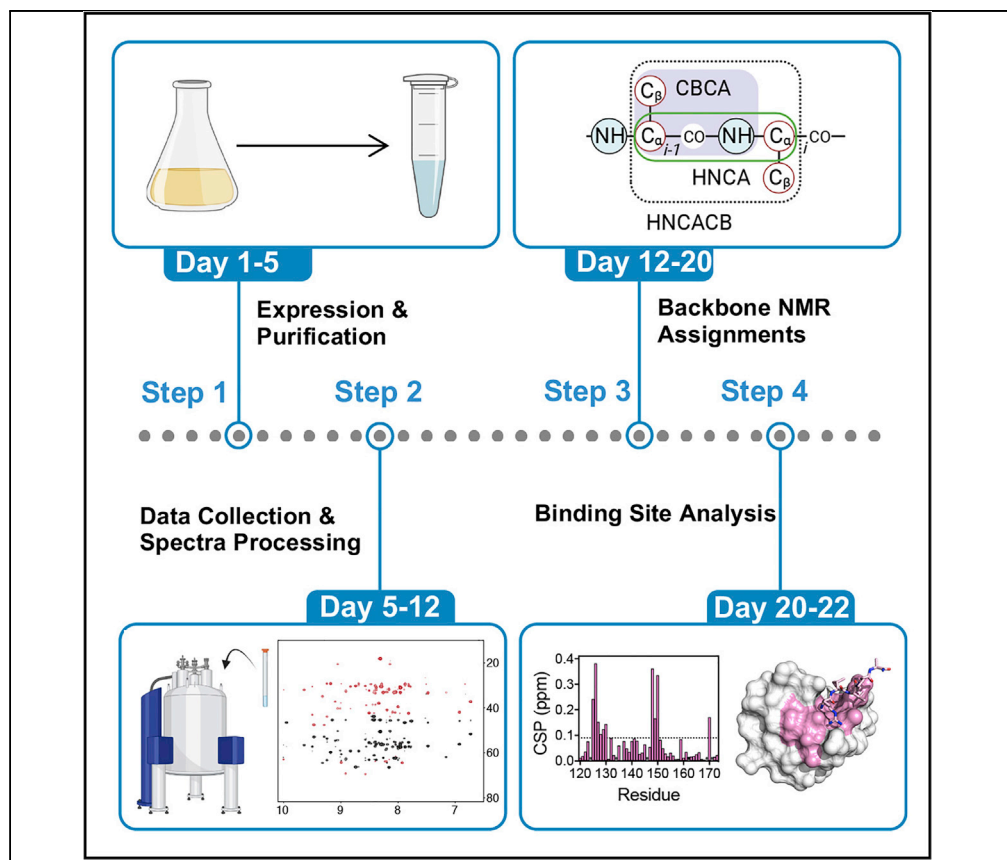 Cβ
CBCA
NH
Cα
i-1
CO
NH
Cα
i
CO
HNCA
Cβ
HNCACB
Day 1-5
Day 12-20
Expression &
Purification
Backbone NMR
Assignments
Step 1
Step 2
Step 3
Step 4
Data Collection &
Spectra Processing
Binding Site Analysis
Day 5-12
Day 20-22
20
40
60
80
10
9
8
7
CSP (ppm)
0.4
0.3
0.2
0.1
0.0
120 130 140 150 160 170
Residue